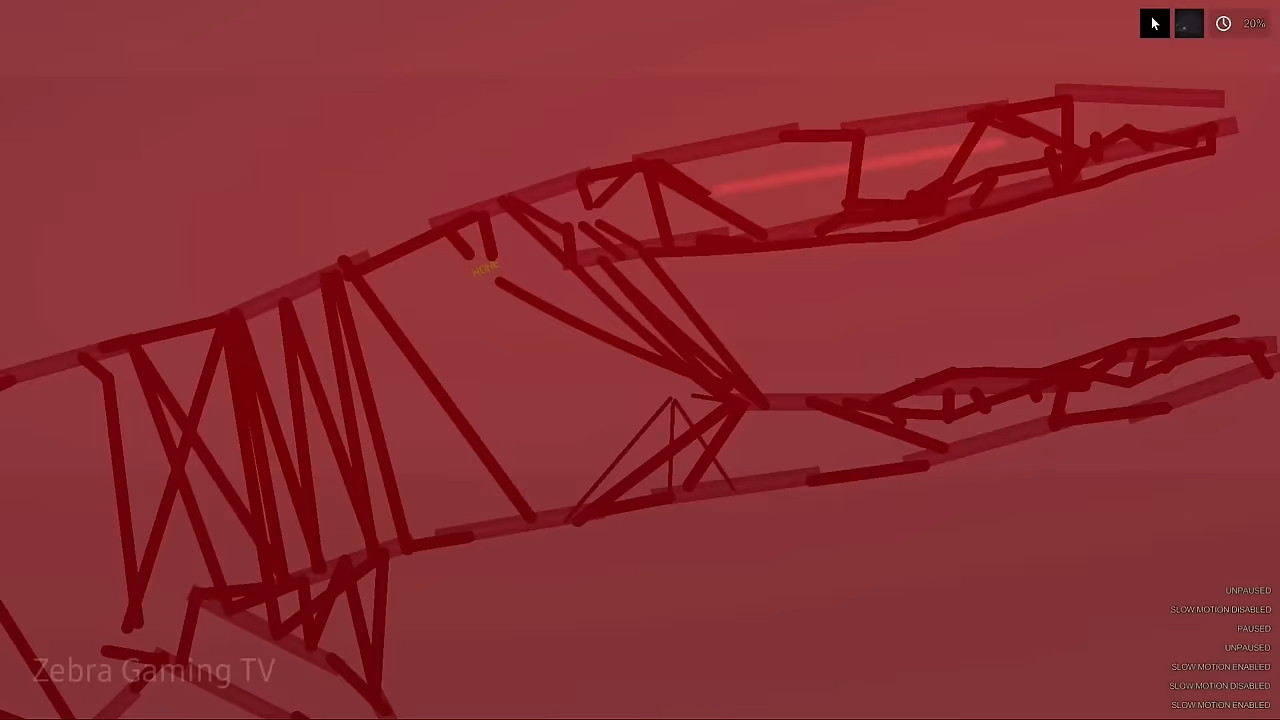 20%
HOME
UNPAUSED
SLOW MOTION DISABLED
PAUSED
UNPAUSED
SLOW MOTION ENABLED
SLOW MOTION DISABLED
SLOW MOTION ENABLED
Zebra Gaming TV